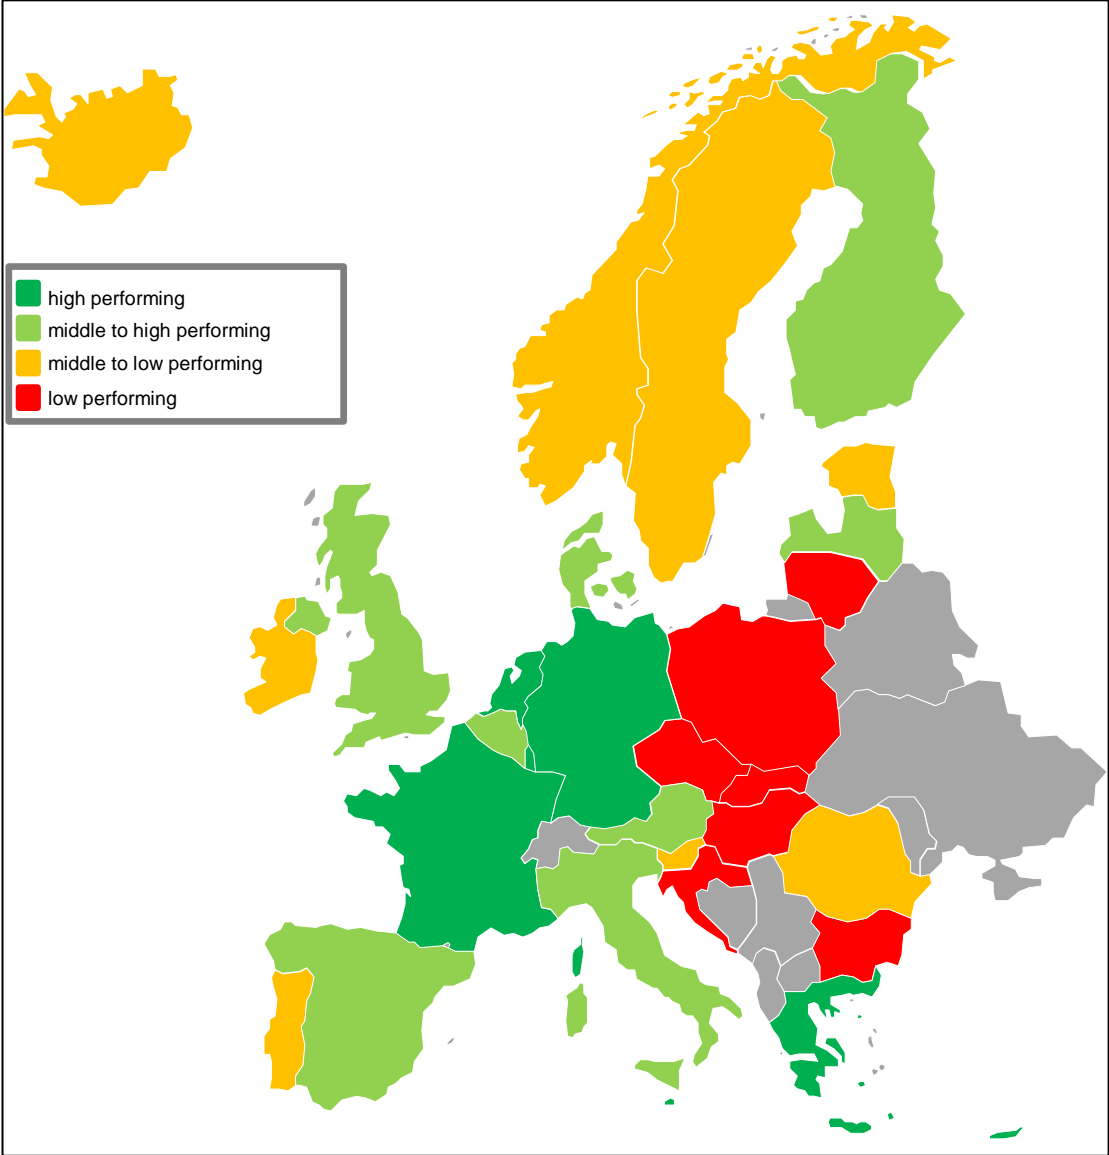 high performing
middle to high performing
middle to low performing
low performing